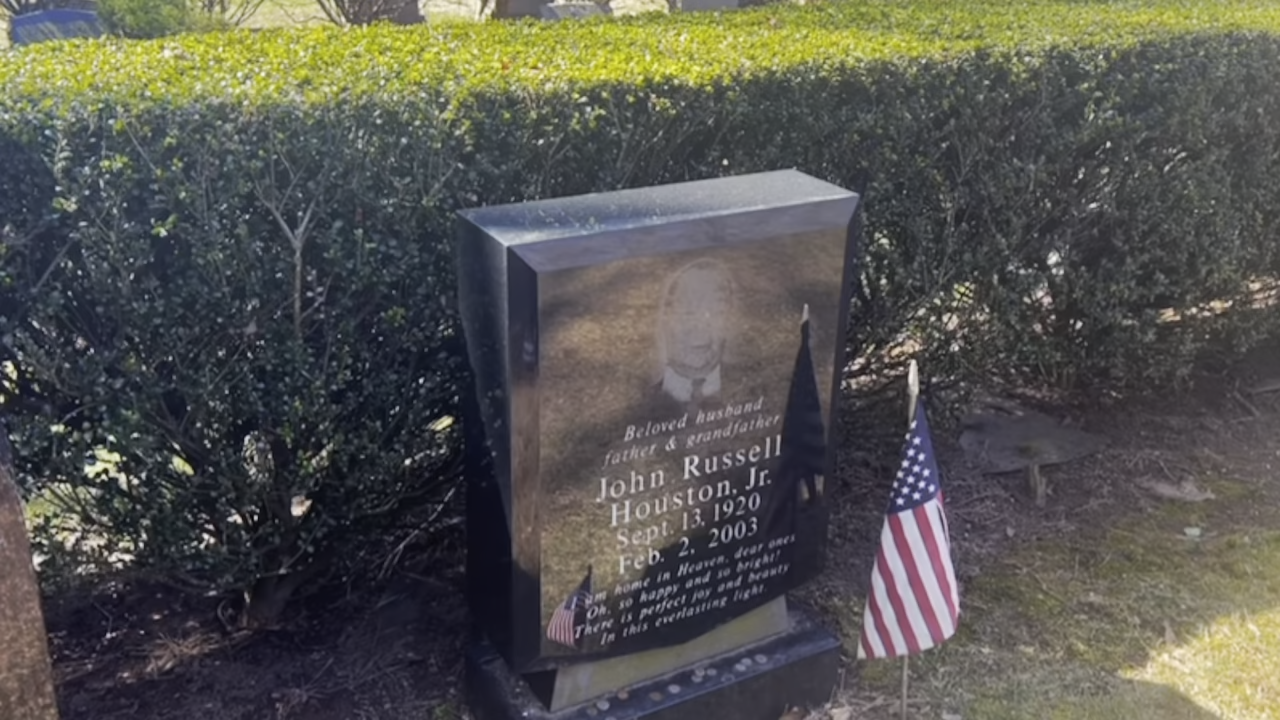 Beloved husband
father & grandfather
John Russell
Houston, Jr.
Sept. 13, 1920
Feb. 2, 2003
am home in Heaven, dear ones
Oh, so happy and so bright!
There is perfect joy and beauty
In this everlasting light.